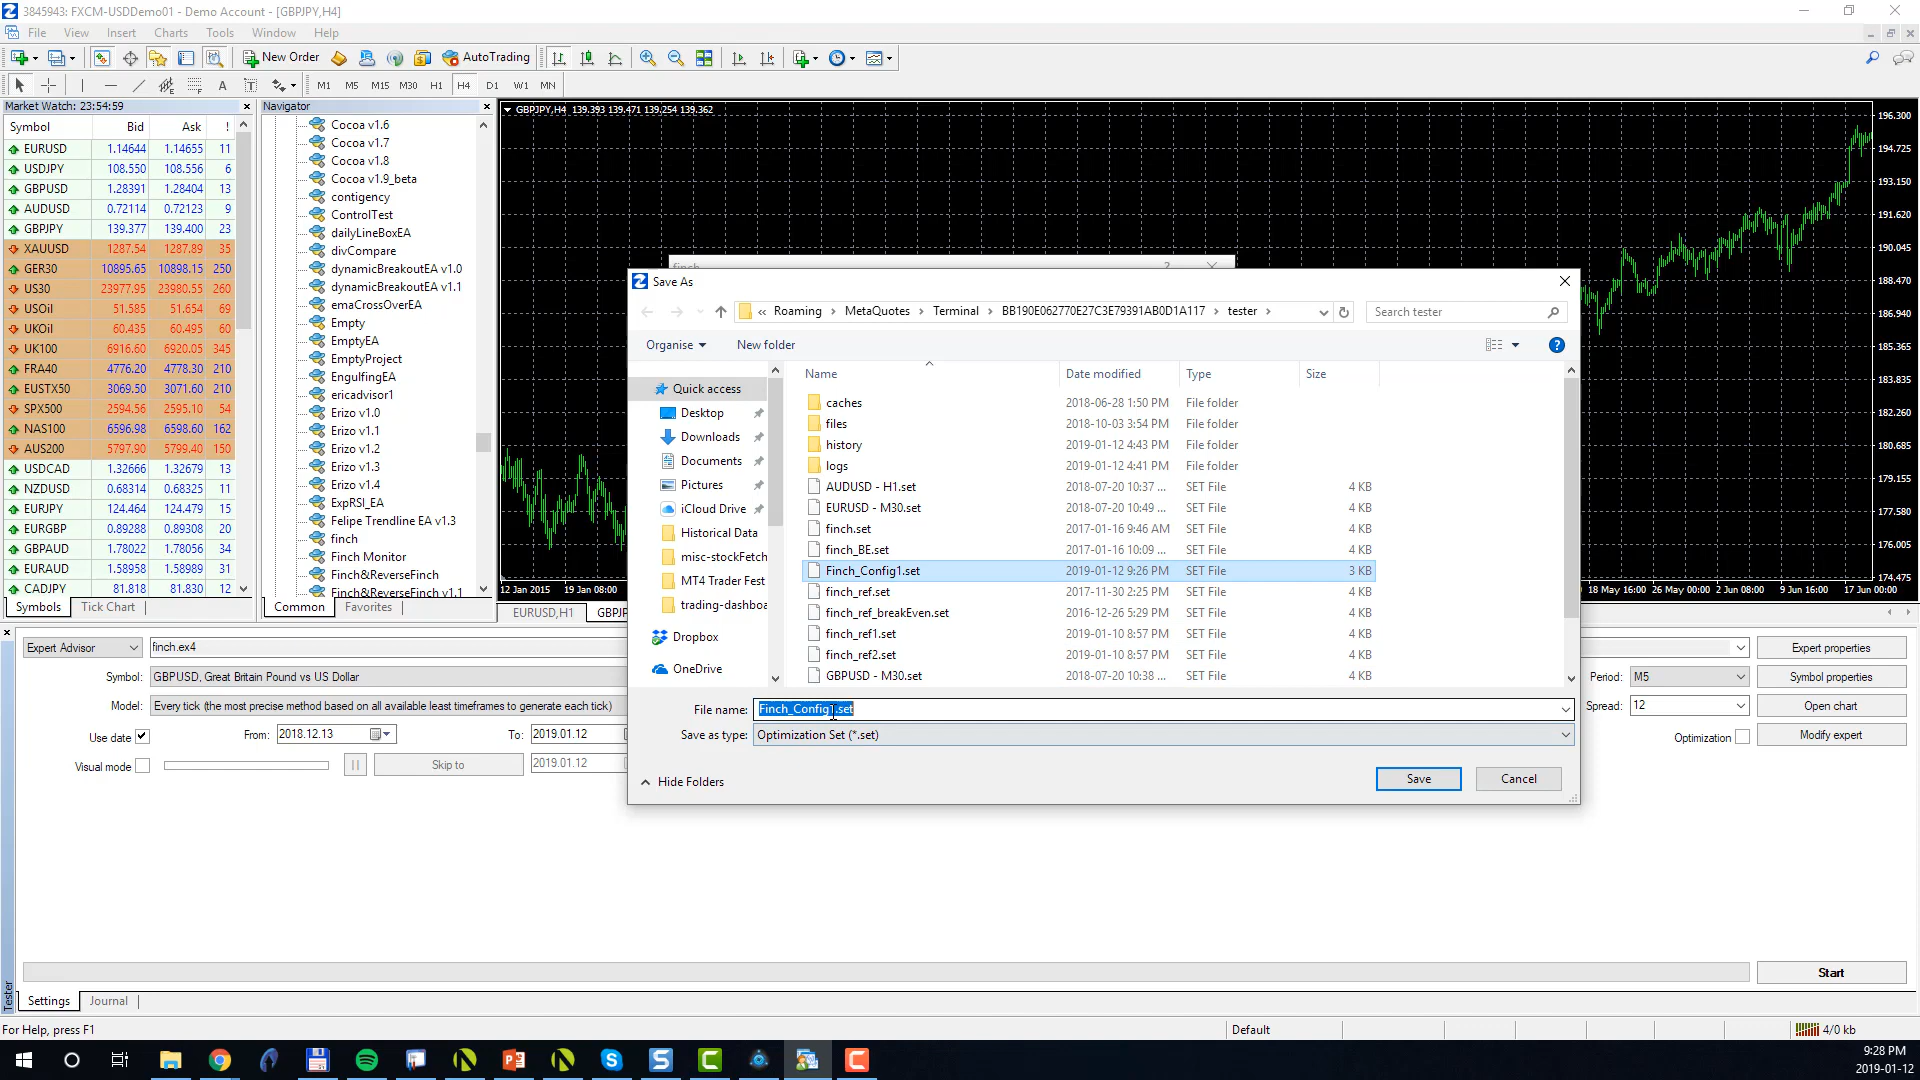 3845943: FXCM-USDDemo01 - Demo Account - [GBPJPY,H4]
File View Insert Charts Tools Window Help
New Order AutoTrading
A T M1 M5 M15 M30 H1 H4 D1 W1 MN
Market Watch: 23:54:59
Symbol Bid Ask !
EURUSD 1.14644 1.14655 11
USDJPY 108.550 108.556 6
GBPUSD 1.28391 1.28404 13
AUDUSD 0.72114 0.72123 9
GBPJPY 139.377 139.400 23
XAUUSD 1287.54 1287.89 35
GER30 10895.65 10898.15 250
US30 23977.95 23980.55 260
USOil 51.585 51.654 69
UKOil 60.435 60.495 60
UK100 6916.60 6920.05 345
FRA40 4776.20 4778.30 210
EUSTX50 3069.50 3071.60 210
SPX500 2594.56 2595.10 54
NAS100 6596.98 6598.60 162
AUS200 5797.90 5799.40 150
USDCAD 1.32666 1.32679 13
NZDUSD 0.68314 0.68325 11
EURJPY 124.464 124.479 15
EURGBP 0.89288 0.89308 20
GBPAUD 1.78022 1.78056 34
EURAUD 1.58958 1.58989 31
CADJPY 81.818 81.830 12
Symbols Tick Chart
Navigator
Cocoa v1.6
Cocoa v1.7
Cocoa v1.8
Cocoa v1.9_beta
contigency
ControlTest
dailyLineBoxEA
divCompare
dynamicBreakoutEA v1.0
dynamicBreakoutEA v1.1
emaCrossOverEA
Empty
EmptyEA
EmptyProject
EngulfingEA
ericadvisor1
Erizo v1.0
Erizo v1.1
Erizo v1.2
Erizo v1.3
Erizo v1.4
ExpRSI_EA
Felipe Trendline EA v1.3
finch
Finch Monitor
Finch&ReverseFinch
Finch&ReverseFinch v1.1
Common Favorites
GBPJPY,H4 139.393 139.471 139.254 139.362
196.300
194.725
193.150
191.620
190.045
188.470
186.940
185.365
183.835
182.260
180.685
179.155
177.580
176.005
174.475
12 Jan 2015 19 Jan 08:00
18 May 16:00 26 May 00:00 2 Jun 08:00 9 Jun 16:00 17 Jun 00:00
EURUSD,H1 GBPJP
finch ?
Save As
« Roaming > MetaQuotes > Terminal > BB190E062770E27C3E79391AB0D1A117 > tester >
Search tester
Organise New folder
?
Quick access
Desktop
Downloads
Documents
Pictures
iCloud Drive
Historical Data
misc-stockFetch
MT4 Trader Fest
trading-dashboa
Dropbox
OneDrive
Name Date modified Type Size
caches 2018-06-28 1:50 PM File folder
files 2018-10-03 3:54 PM File folder
history 2019-01-12 4:43 PM File folder
logs 2019-01-12 4:41 PM File folder
AUDUSD - H1.set 2018-07-20 10:37 ... SET File 4 KB
EURUSD - M30.set 2018-07-20 10:49 ... SET File 4 KB
finch.set 2017-01-16 9:46 AM SET File 4 KB
finch_BE.set 2017-01-16 10:09 ... SET File 4 KB
Finch_Config1.set 2019-01-12 9:26 PM SET File 3 KB
finch_ref.set 2017-11-30 2:25 PM SET File 4 KB
finch_ref_breakEven.set 2016-12-26 5:29 PM SET File 4 KB
finch_ref1.set 2019-01-10 8:57 PM SET File 4 KB
finch_ref2.set 2019-01-10 8:57 PM SET File 4 KB
GBPUSD - M30.set 2018-07-20 10:38 ... SET File 4 KB
File name: Finch_Config1.set
Save as type: Optimization Set (*.set)
Hide Folders Save Cancel
Expert Advisor finch.ex4 Expert properties
Symbol: GBPUSD, Great Britain Pound vs US Dollar Period: M5 Symbol properties
Model: Every tick (the most precise method based on all available least timeframes to generate each tick) Spread: 12 Open chart
Use date From: 2018.12.13 To: 2019.01.12 Optimization Modify expert
Visual mode Skip to 2019.01.12
Start
Tester
Settings Journal
For Help, press F1 Default 4/0 kb
9:28 PM
2019-01-12